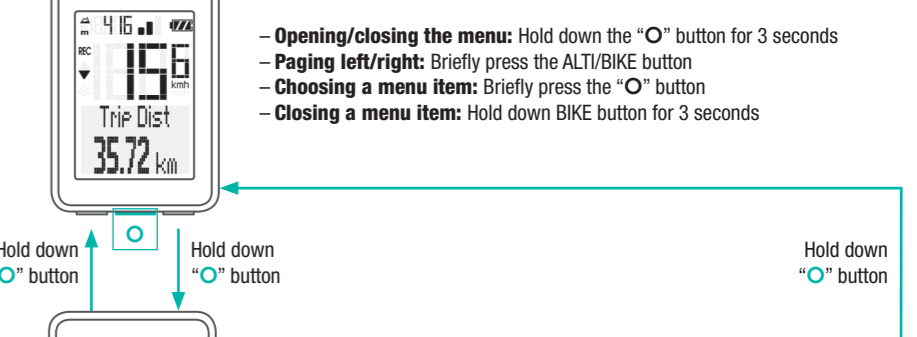 416
m
REC
15.6
kmh
Trip Dist
35.72 km
– Opening/closing the menu: Hold down the “O” button for 3 seconds
– Paging left/right: Briefly press the ALTI/BIKE button
– Choosing a menu item: Briefly press the “O” button
– Closing a menu item: Hold down BIKE button for 3 seconds
O
Hold down
“O” button
Hold down
“O” button
Hold down
“O” button